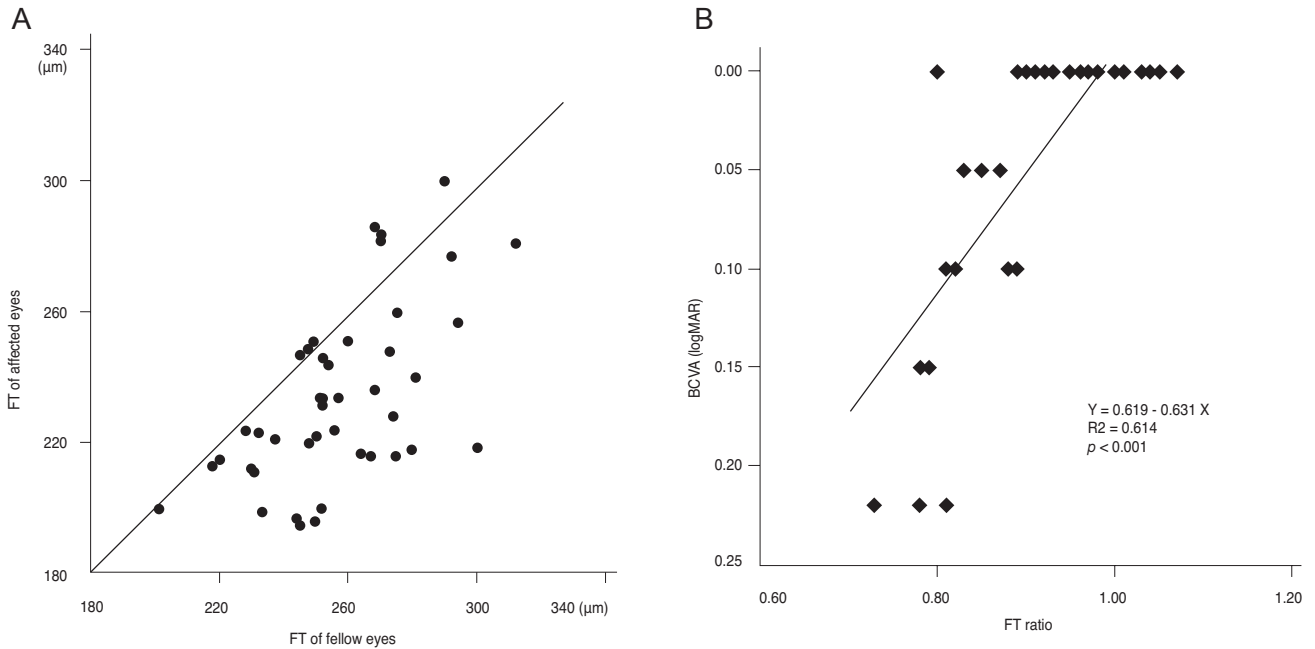 A
340
(μm)
300
260
220
180
FT of affected eyes
180 220 260 300 340 (μm)
FT of fellow eyes
B
0.00
0.05
0.10
0.15
0.20
0.25
BCVA (logMAR)
Y = 0.619 - 0.631 X
R2 = 0.614
p < 0.001
0.60 0.80 1.00 1.20
FT ratio